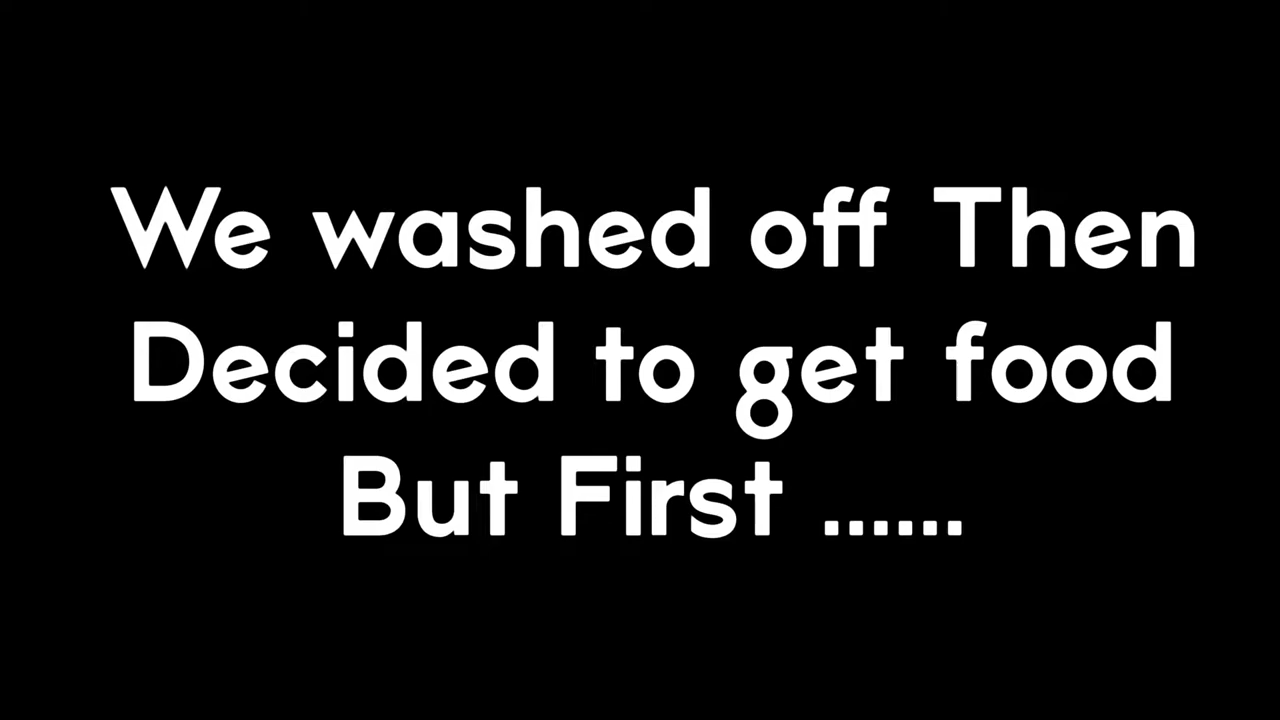 We washed off Then
Decided to get food
But First ......